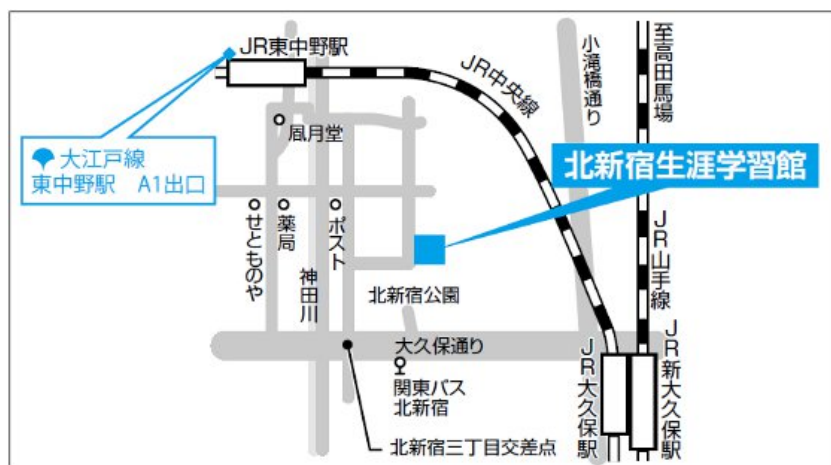 JR東中野駅
小滝橋通り
至高田馬場
JR中央線
凮月堂
大江戸線
東中野駅 A1出口
北新宿生涯学習館
せとものや
薬局
ポスト
神田川
JR山手線
北新宿公園
大久保通り
関東バス
北新宿
JR大久保駅
JR新大久保駅
北新宿三丁目交差点